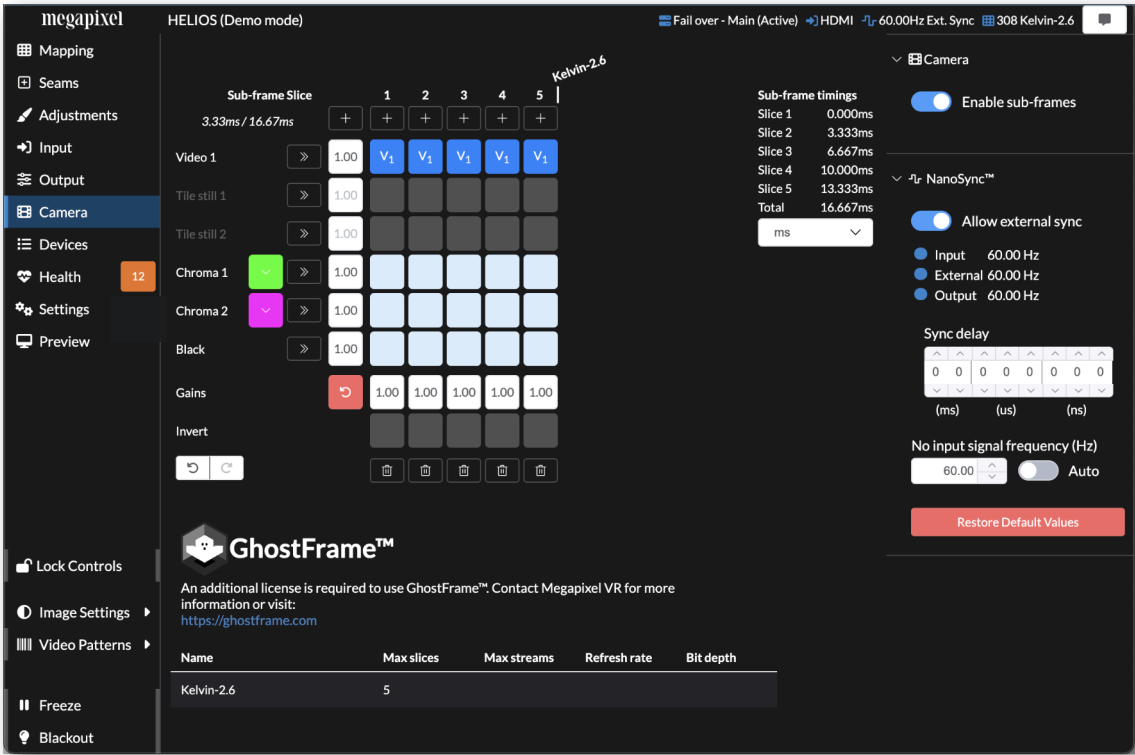 megapixel
HELIOS (Demo mode)
Fail over - Main (Active)
HDMI
60.00Hz Ext. Sync
308 Kelvin-2.6
Mapping
Seams
Adjustments
Input
Output
Camera
Devices
Health
12
Settings
Preview
Lock Controls
Image Settings
Video Patterns
Freeze
Blackout
Kelvin-2.6
Sub-frame Slice
1 2 3 4 5
3.33ms / 16.67ms
+ + + + + +
Video 1 1.00 V1 V1 V1 V1 V1
Tile still 1 1.00
Tile still 2 1.00
Chroma 1 1.00
Chroma 2 1.00
Black 1.00
Gains 1.00 1.00 1.00 1.00 1.00
Invert
Sub-frame timings
Slice 1 0.000ms
Slice 2 3.333ms
Slice 3 6.667ms
Slice 4 10.000ms
Slice 5 13.333ms
Total 16.667ms
ms
GhostFrame™
An additional license is required to use GhostFrame™. Contact Megapixel VR for more
information or visit:
https://ghostframe.com
Name Max slices Max streams Refresh rate Bit depth
Kelvin-2.6 5
Camera
Enable sub-frames
NanoSync™
Allow external sync
Input 60.00 Hz
External 60.00 Hz
Output 60.00 Hz
Sync delay
0 0 0 0 0 0 0 0
(ms) (us) (ns)
No input signal frequency (Hz)
60.00 Auto
Restore Default Values